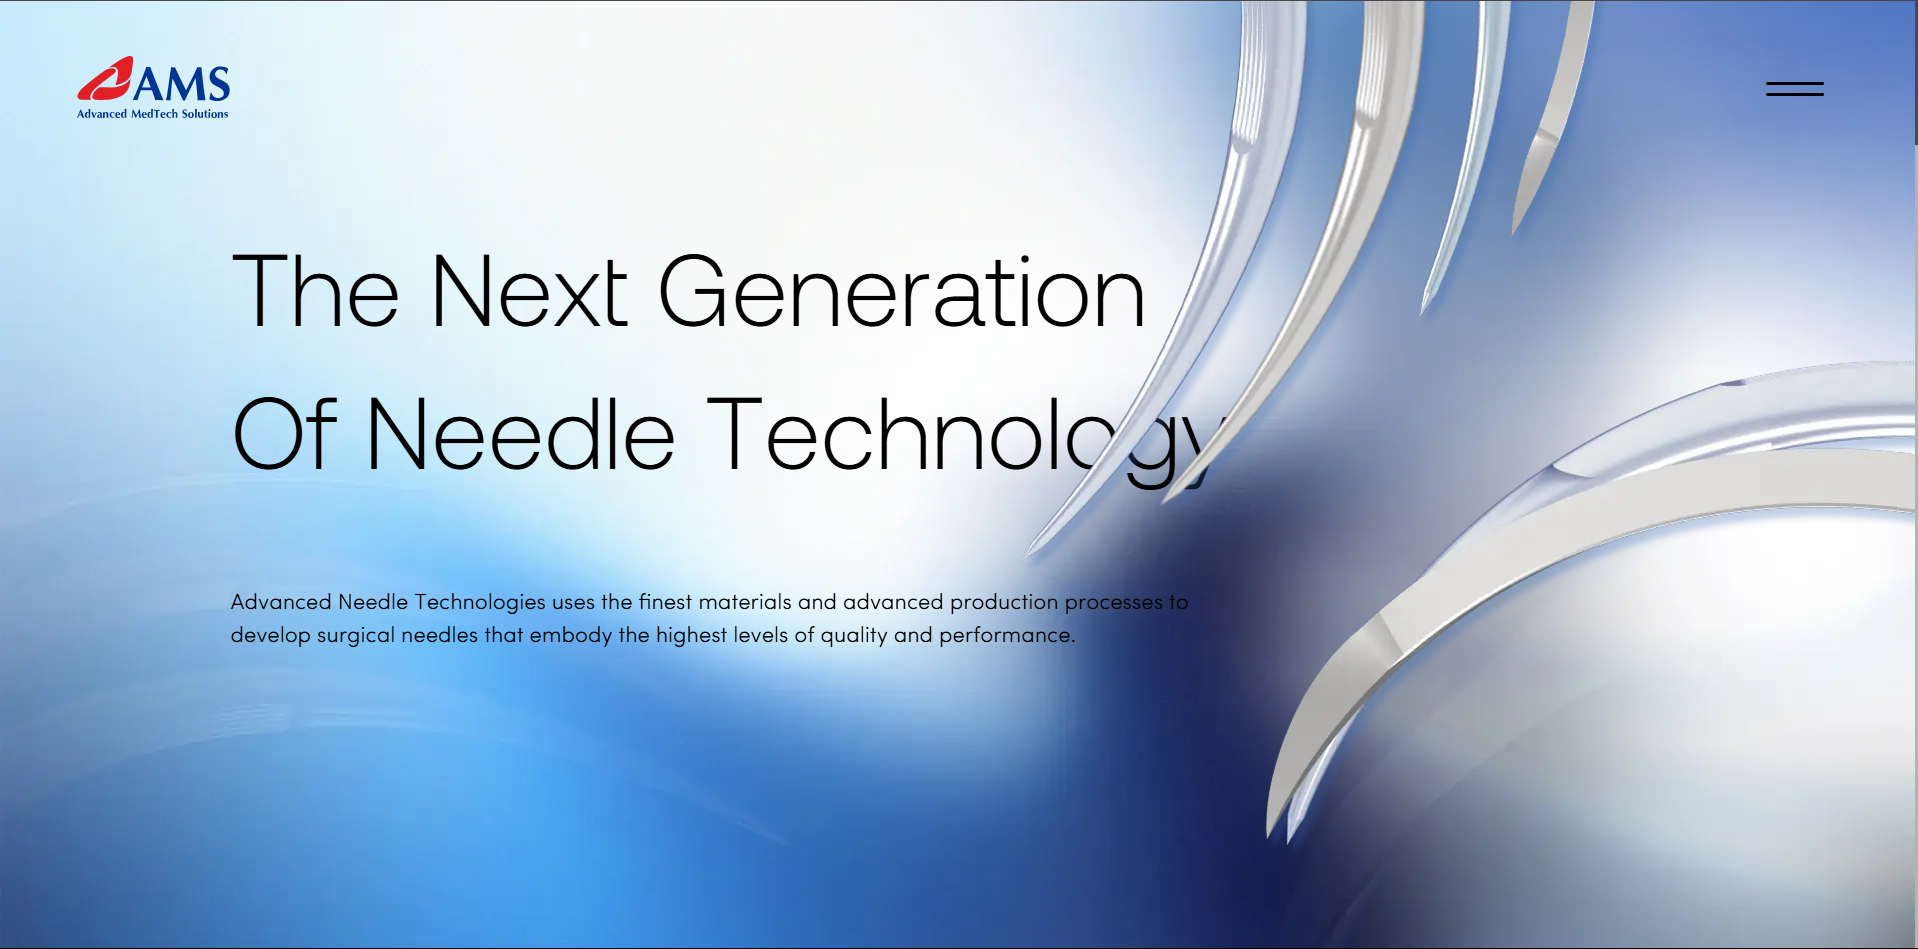 AMS
Advanced MedTech Solutions
The Next Generation
Of Needle Technology
Advanced Needle Technologies uses the finest materials and advanced production processes to
develop surgical needles that embody the highest levels of quality and performance.